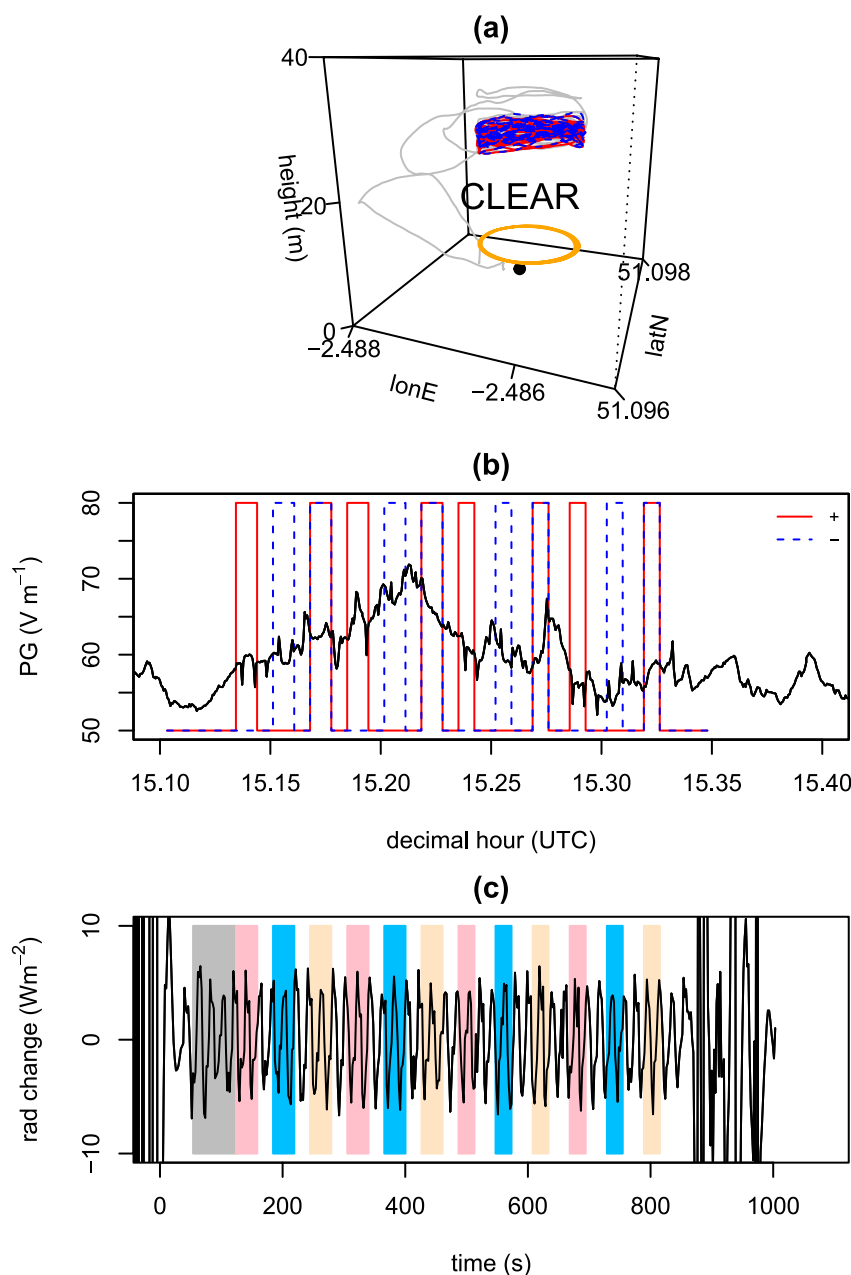 (a)
40
20
0
height (m)
CLEAR
−2.488
−2.486
lonE
51.098
latN
51.096
(b)
80
70
60
50
PG (V m⁻¹)
+
−
15.10 15.15 15.20 15.25 15.30 15.35 15.40
decimal hour (UTC)
(c)
10
0
−10
rad change (Wm⁻²)
0 200 400 600 800 1000
time (s)